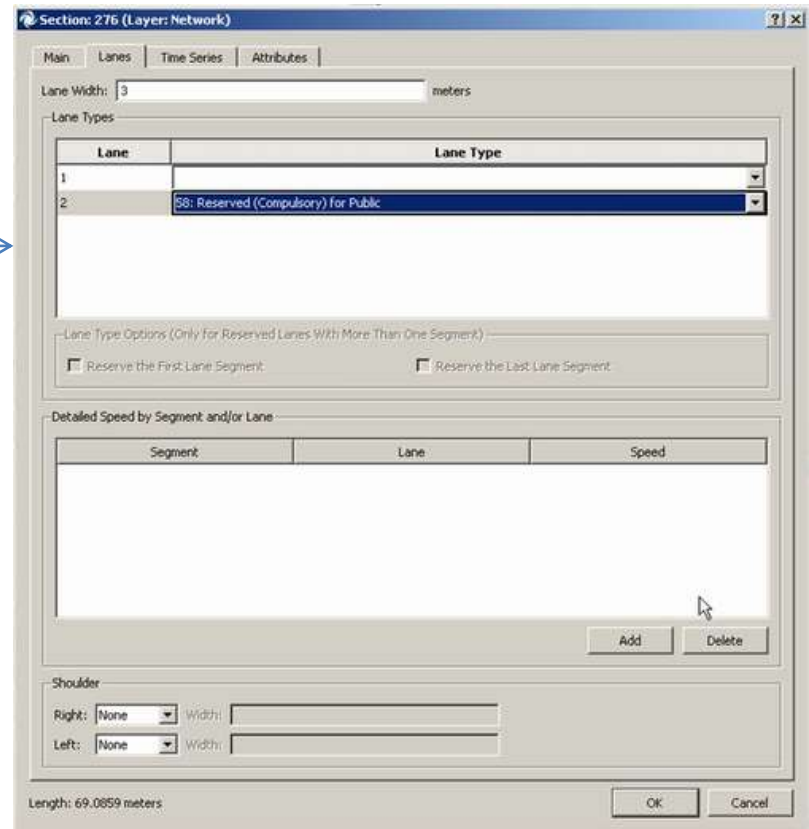 Section: 276 (Layer: Network)
Main Lanes Time Series Attributes
Lane Width: 3 meters
Lane Types
Lane Lane Type
1
2 58: Reserved (Compulsory) for Public
Lane Type Options (Only for Reserved Lanes With More Than One Segment)
Reserve the First Lane Segment Reserve the Last Lane Segment
Detailed Speed by Segment and/or Lane
Segment Lane Speed
Add Delete
Shoulder
Right: None Width:
Left: None Width:
Length: 69.0859 meters OK Cancel